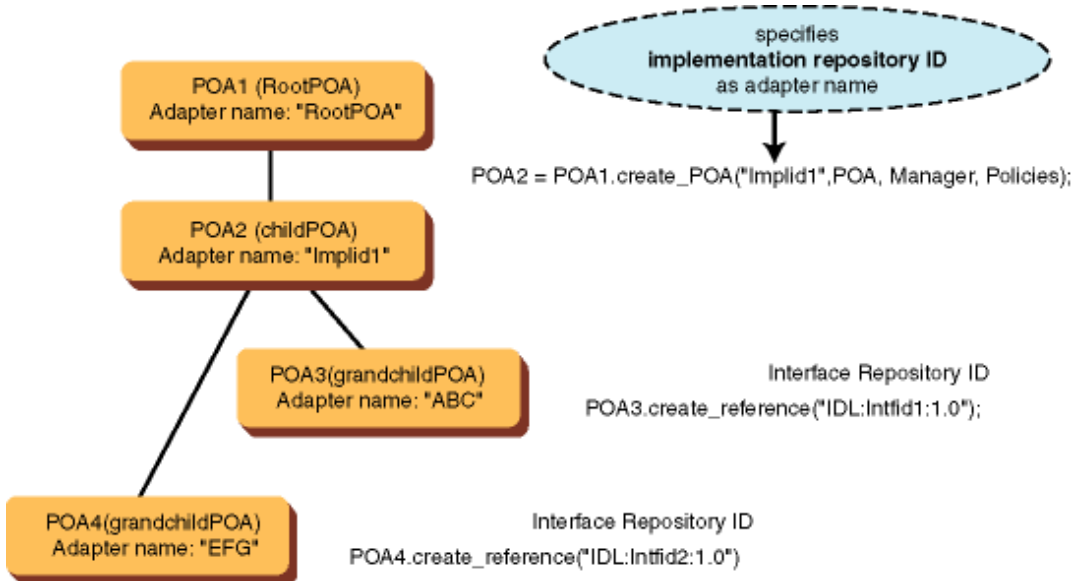 specifies
implementation repository ID
as adapter name
POA1 (RootPOA)
Adapter name: "RootPOA"
POA2 = POA1.create_POA("Implid1",POA, Manager, Policies);
POA2 (childPOA)
Adapter name: "Implid1"
POA3(grandchildPOA)
Adapter name: "ABC"
Interface Repository ID
POA3.create_reference("IDL:Intfid1:1.0");
POA4(grandchildPOA)
Adapter name: "EFG"
Interface Repository ID
POA4.create_reference("IDL:Intfid2:1.0")